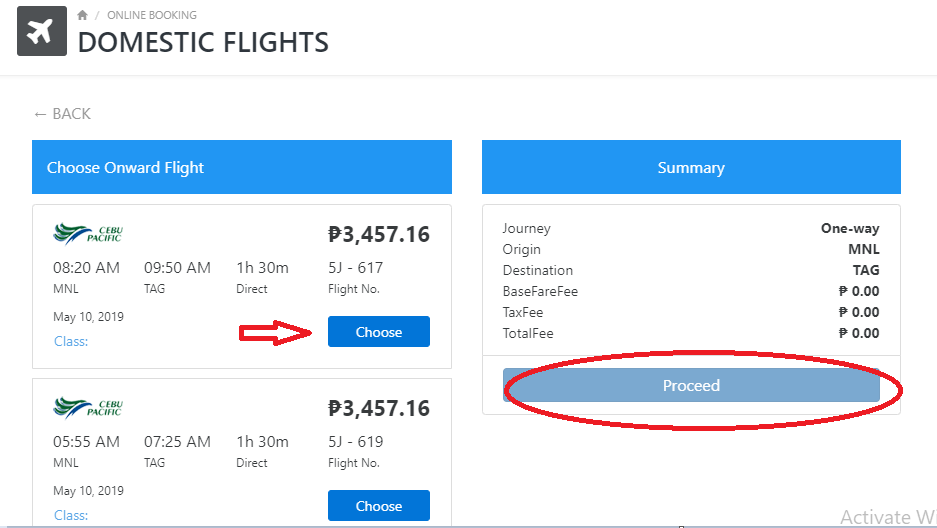 / ONLINE BOOKING
DOMESTIC FLIGHTS
← BACK
Choose Onward Flight
CEBU
PACIFIC
₱3,457.16
08:20 AM 09:50 AM 1h 30m 5J - 617
MNL TAG Direct Flight No.
May 10, 2019
Choose
Class:
CEBU
PACIFIC
₱3,457.16
05:55 AM 07:25 AM 1h 30m 5J - 619
MNL TAG Direct Flight No.
May 10, 2019
Choose
Class:
Summary
Journey One-way
Origin MNL
Destination TAG
BaseFareFee ₱ 0.00
TaxFee ₱ 0.00
TotalFee ₱ 0.00
Proceed
Activate Wi